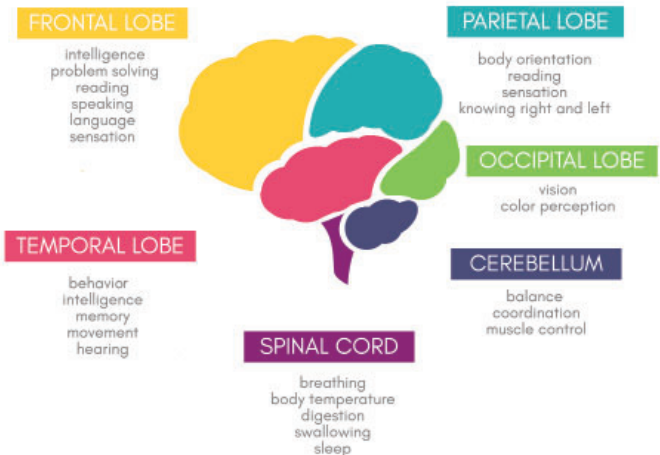 FRONTAL LOBE
intelligence
problem solving
reading
speaking
language
sensation
PARIETAL LOBE
body orientation
reading
sensation
knowing right and left
OCCIPITAL LOBE
vision
color perception
TEMPORAL LOBE
behavior
intelligence
memory
movement
hearing
CEREBELLUM
balance
coordination
muscle control
SPINAL CORD
breathing
body temperature
digestion
swallowing
sleep